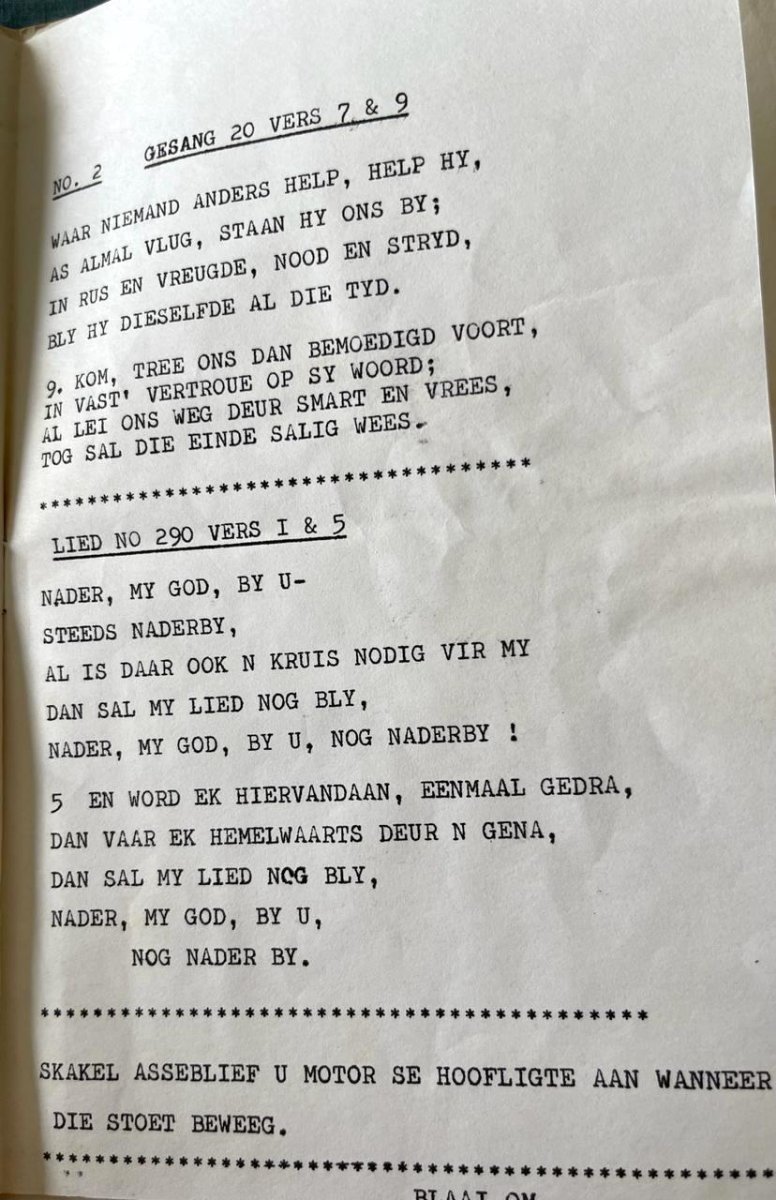 NO. 2 GESANG 20 VERS 7 & 9
WAAR NIEMAND ANDERS HELP, HELP HY,
AS ALMAL VLUG, STAAN HY ONS BY;
IN RUS EN VREUGDE, NOOD EN STRYD,
BLY HY DIESELFDE AL DIE TYD.
9. KOM, TREE ONS DAN BEMOEDIGD VOORT,
IN VAST' VERTROUE OP SY WOORD;
AL LEI ONS WEG DEUR SMART EN VREES,
TOG SAL DIE EINDE SALIG WEES.
************************************
LIED NO 290 VERS I & 5
NADER, MY GOD, BY U-
STEEDS NADERBY,
AL IS DAAR OOK N KRUIS NODIG VIR MY
DAN SAL MY LIED NOG BLY,
NADER, MY GOD, BY U, NOG NADERBY !
5 EN WORD EK HIERVANDAAN, EENMAAL GEDRA,
DAN VAAR EK HEMELWAARTS DEUR N GENA,
DAN SAL MY LIED NOG BLY,
NADER, MY GOD, BY U,
NOG NADER BY.
***********************************************
SKAKEL ASSEBLIEF U MOTOR SE HOOFLIGTE AAN WANNEER
DIE STOET BEWEEG.
********************************************************
BLAAI OM